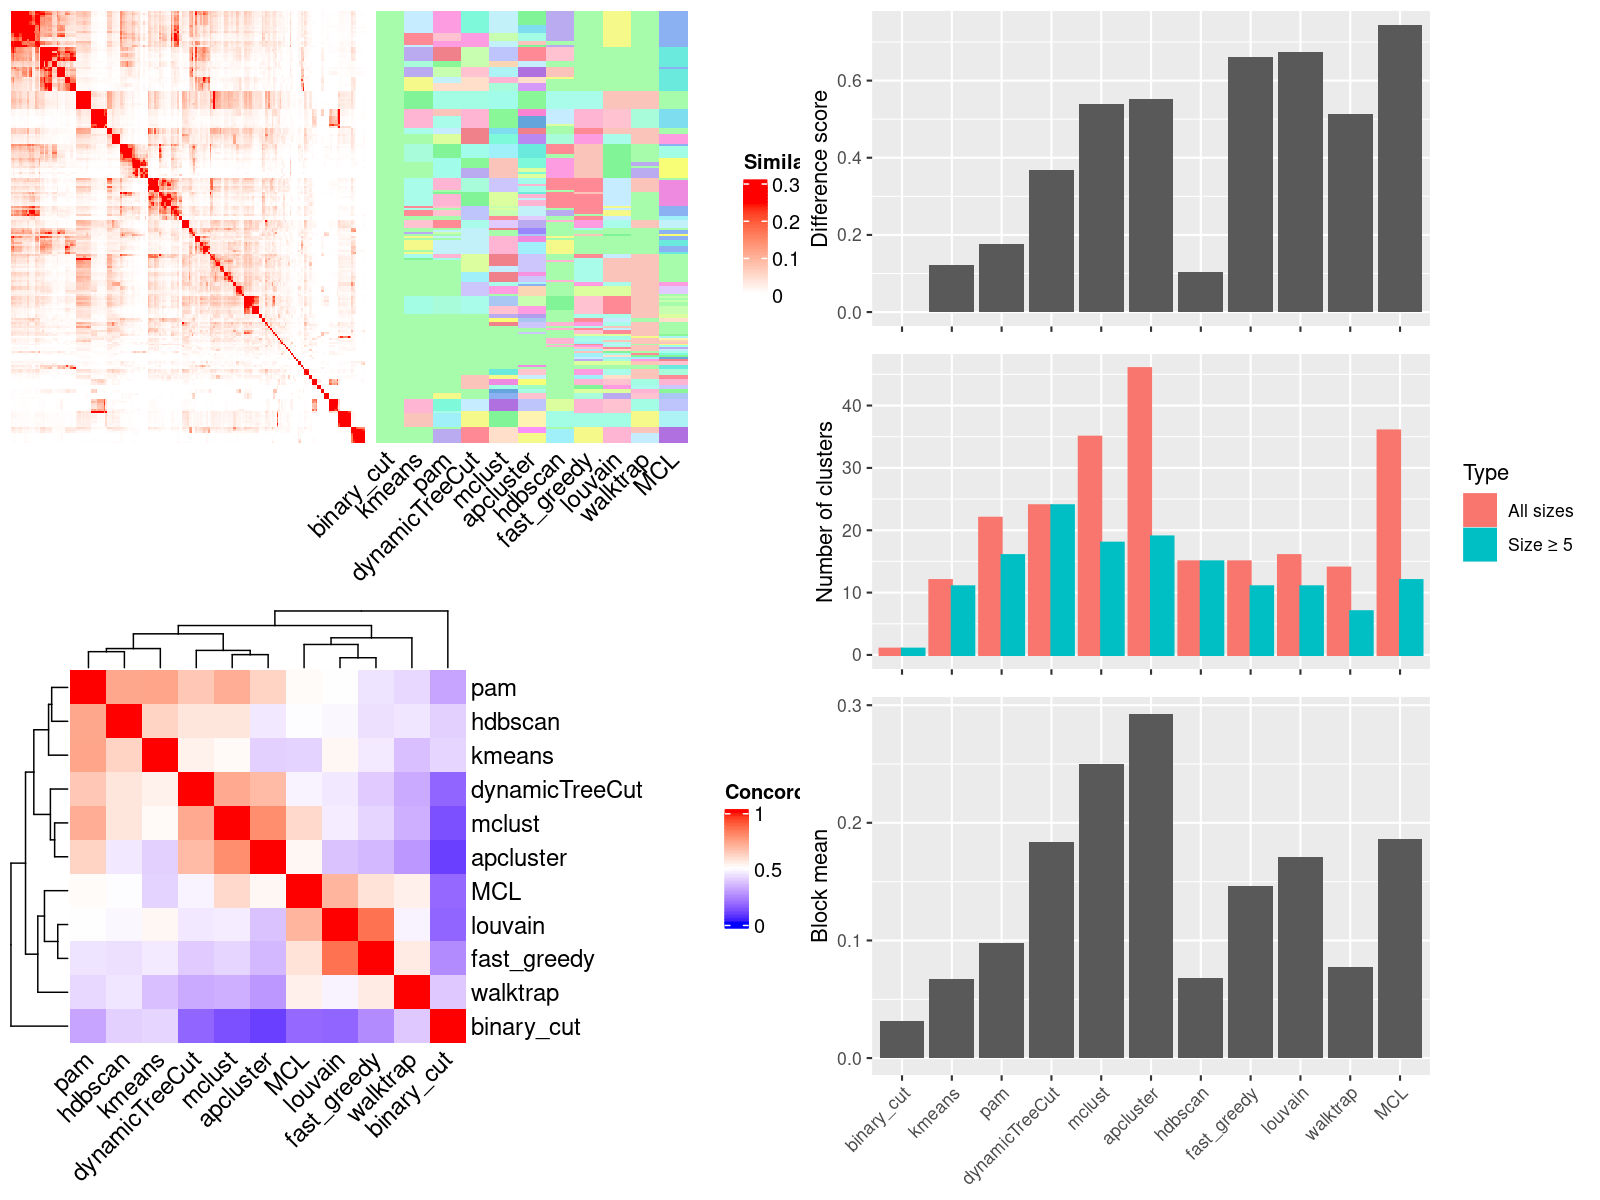 Simila
0.3
0.2
0.1
0
binary_cut
kmeans
pam
dynamicTreeCut
mclust
apcluster
hdbscan
fast_greedy
louvain
walktrap
MCL
pam
hdbscan
kmeans
dynamicTreeCut
mclust
apcluster
MCL
louvain
fast_greedy
walktrap
binary_cut
pam
hdbscan
kmeans
dynamicTreeCut
mclust
apcluster
MCL
louvain
fast_greedy
walktrap
binary_cut
Concord
1
0.5
0
Difference score
0.6
0.4
0.2
0.0
Number of clusters
40
30
20
10
0
Type
All sizes
Size ≥ 5
Block mean
0.3
0.2
0.1
0.0
binary_cut
kmeans
pam
dynamicTreeCut
mclust
apcluster
hdbscan
fast_greedy
louvain
walktrap
MCL